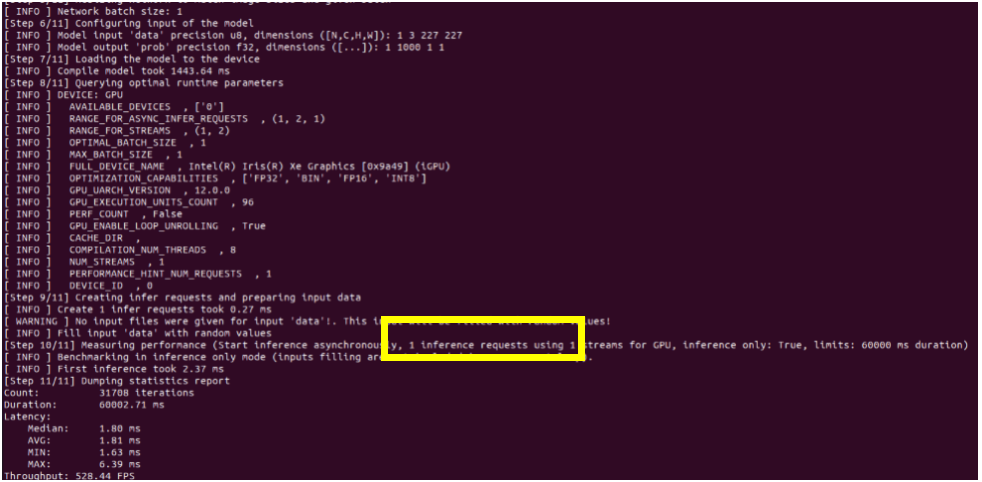 [ INFO ] Network batch size: 1
[Step 6/11] Configuring input of the model
[ INFO ] Model input 'data' precision u8, dimensions ([N,C,H,W]): 1 3 227 227
[ INFO ] Model output 'prob' precision f32, dimensions ([...]): 1 1000 1 1
[Step 7/11] Loading the model to the device
[ INFO ] Compile model took 1443.64 ms
[Step 8/11] Querying optimal runtime parameters
[ INFO ] DEVICE: GPU
[ INFO ]   AVAILABLE_DEVICES  , ['0']
[ INFO ]   RANGE_FOR_ASYNC_INFER_REQUESTS  , (1, 2, 1)
[ INFO ]   RANGE_FOR_STREAMS  , (1, 2)
[ INFO ]   OPTIMAL_BATCH_SIZE  , 1
[ INFO ]   MAX_BATCH_SIZE  , 1
[ INFO ]   FULL_DEVICE_NAME  , Intel(R) Iris(R) Xe Graphics [0x9a49] (iGPU)
[ INFO ]   OPTIMIZATION_CAPABILITIES  , ['FP32', 'BIN', 'FP16', 'INT8']
[ INFO ]   GPU_UARCH_VERSION  , 12.0.0
[ INFO ]   GPU_EXECUTION_UNITS_COUNT  , 96
[ INFO ]   PERF_COUNT  , False
[ INFO ]   GPU_ENABLE_LOOP_UNROLLING  , True
[ INFO ]   CACHE_DIR  ,
[ INFO ]   COMPILATION_NUM_THREADS  , 8
[ INFO ]   NUM_STREAMS  , 1
[ INFO ]   PERFORMANCE_HINT_NUM_REQUESTS  , 1
[ INFO ]   DEVICE_ID  , 0
[Step 9/11] Creating infer requests and preparing input data
[ INFO ] Create 1 infer requests took 0.27 ms
[ WARNING ] No input files were given for input 'data'!. This
[ INFO ] Fill input 'data' with random values
[Step 10/11] Measuring performance (Start inference asynchronously, 1 inference requests using 1 streams for GPU, inference only: True, limits: 60000 ms duration)
[ INFO ] Benchmarking in inference only mode (inputs filling are
[ INFO ] First inference took 2.37 ms
[Step 11/11] Dumping statistics report
Count:          31708 iterations
Duration:       60002.71 ms
Latency:
    Median:     1.80 ms
    AVG:        1.81 ms
    MIN:        1.63 ms
    MAX:        6.39 ms
Throughput: 528.44 FPS